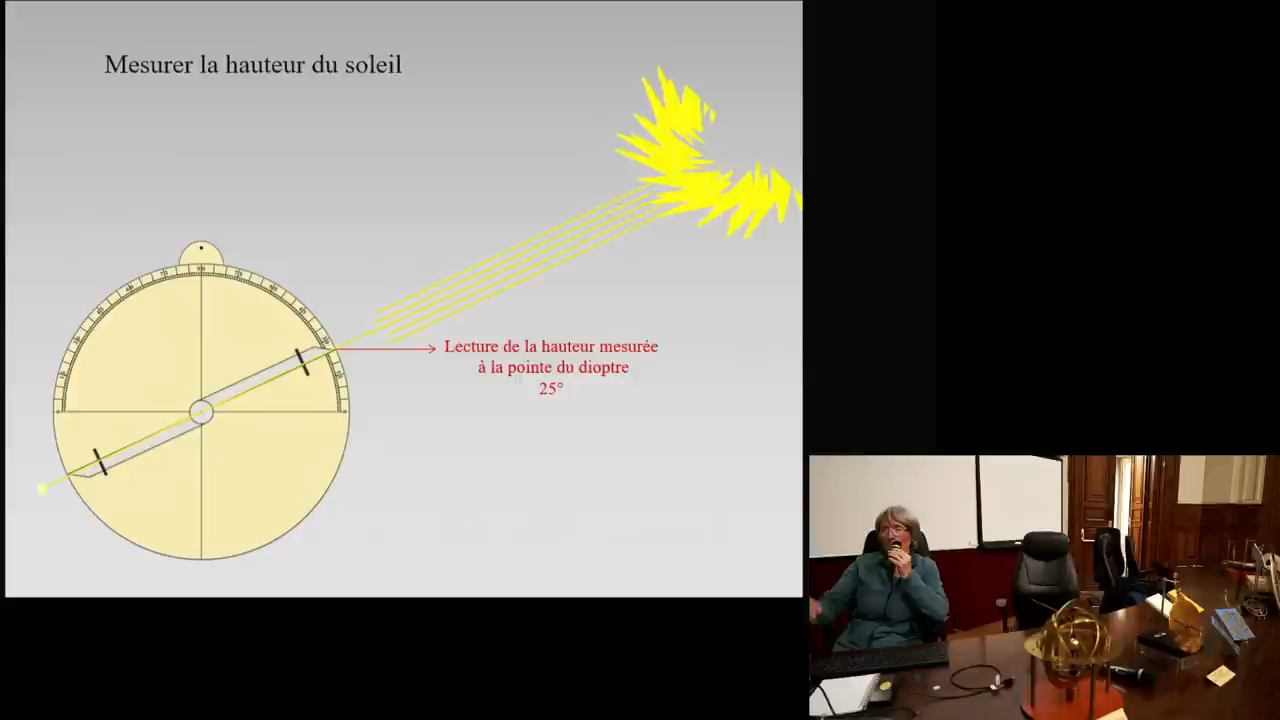 Mesurer la hauteur du soleil
Lecture de la hauteur mesurée
à la pointe du dioptre
25°